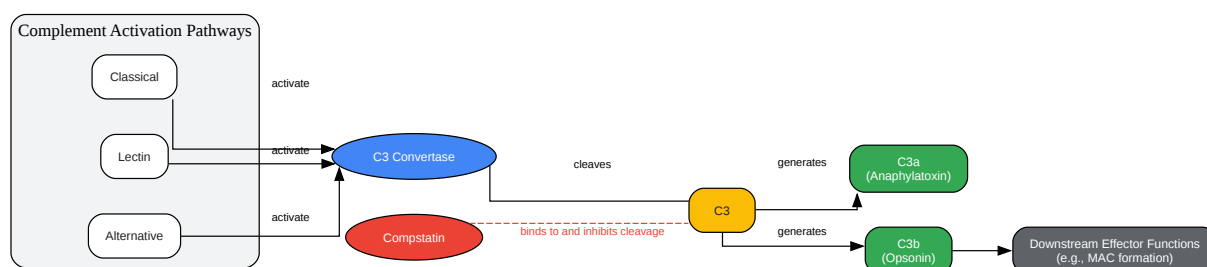 Complement Activation Pathways
Classical
activate
Lectin
activate
Alternative
activate
C3 Convertase
Compstatin
cleaves
binds to and inhibits cleavage
C3
generates
generates
C3a
(Anaphylatoxin)
C3b
(Opsonin)
Downstream Effector Functions
(e.g., MAC formation)